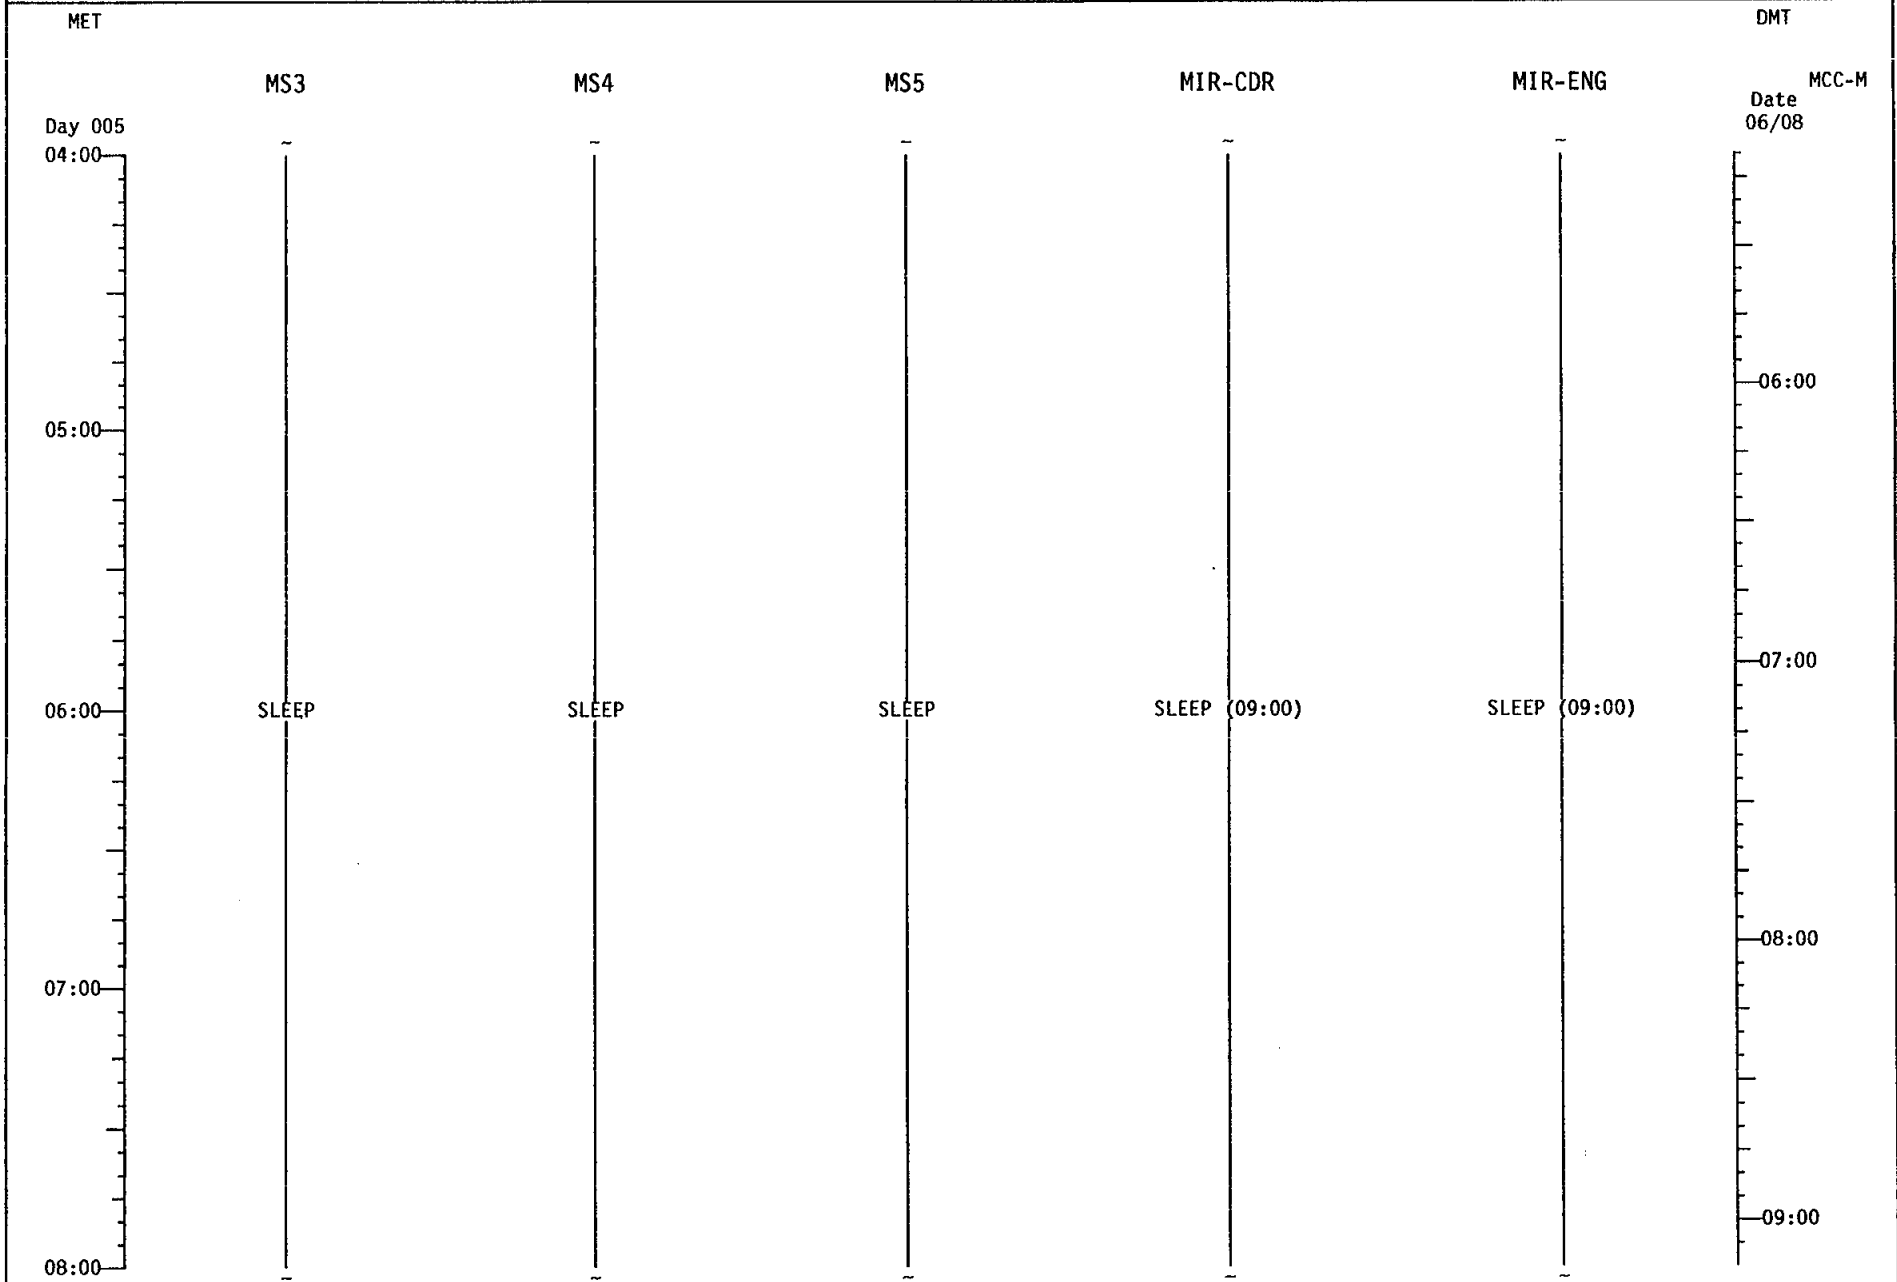 MET DMT
MS3 MS4 MS5 MIR-CDR MIR-ENG MCC-M
Date
Day 005 06/08
~ ~ ~ ~ ~
04:00
06:00
05:00
07:00
06:00 SLEEP SLEEP SLEEP SLEEP (09:00) SLEEP (09:00)
08:00
07:00
09:00
08:00
~ ~ ~ ~ ~